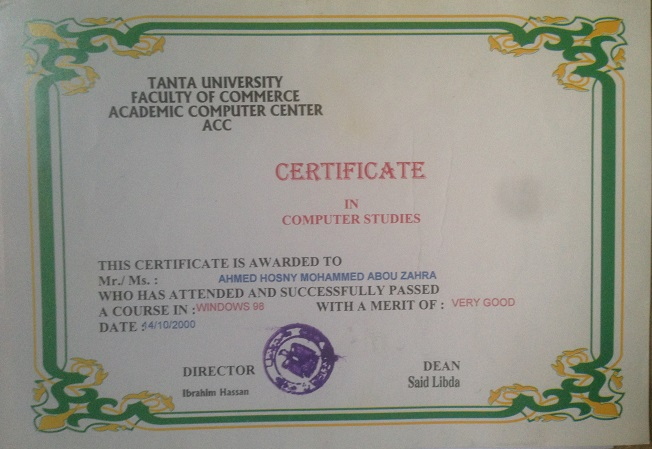 TANTA UNIVERSITY
FACULTY OF COMMERCE
ACADEMIC COMPUTER CENTER
ACC
CERTIFICATE
IN
COMPUTER STUDIES
THIS CERTIFICATE IS AWARDED TO
Mr./ Ms. : AHMED HOSNY MOHAMMED ABOU ZAHRA
WHO HAS ATTENDED AND SUCCESSFULLY PASSED
A COURSE IN : WINDOWS 98 WITH A MERIT OF : VERY GOOD
DATE : 14/10/2000
DIRECTOR DEAN
Ibrahim Hassan Said Libda